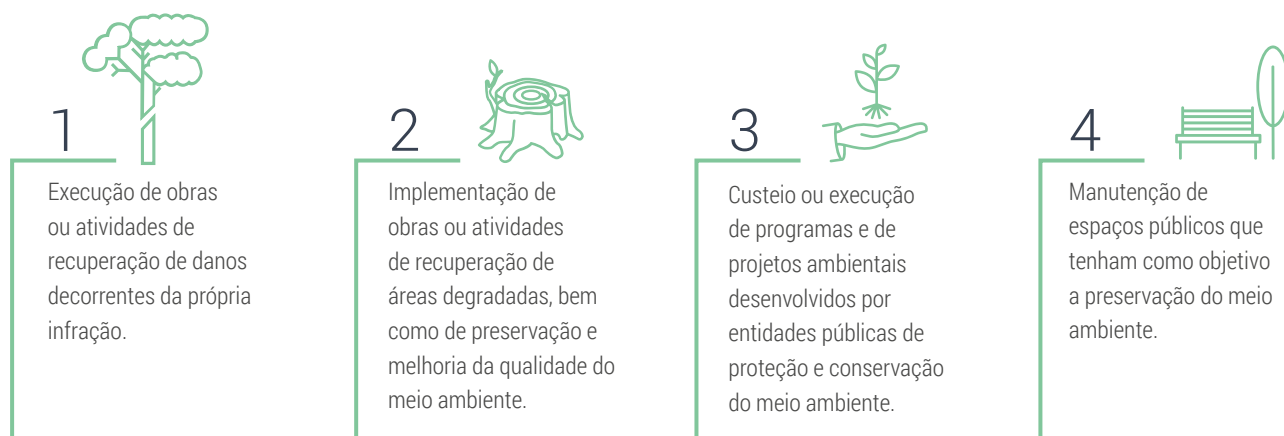 1
Execução de obras
ou atividades de
recuperação de danos
decorrentes da própria
infração.
2
Implementação de
obras ou atividades
de recuperação de
áreas degradadas, bem
como de preservação e
melhoria da qualidade do
meio ambiente.
3
Custeio ou execução
de programas e de
projetos ambientais
desenvolvidos por
entidades públicas de
proteção e conservação
do meio ambiente.
4
Manutenção de
espaços públicos que
tenham como objetivo
a preservação do meio
ambiente.